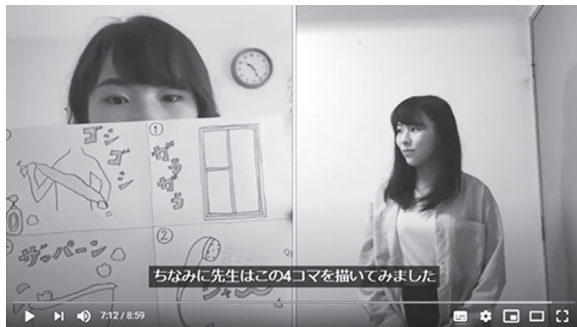 ①
ガラガラ
ゴシゴシ
②
ザッパーン
ちなみに先生はこの4コマを描いてみました
7:12 / 8:59